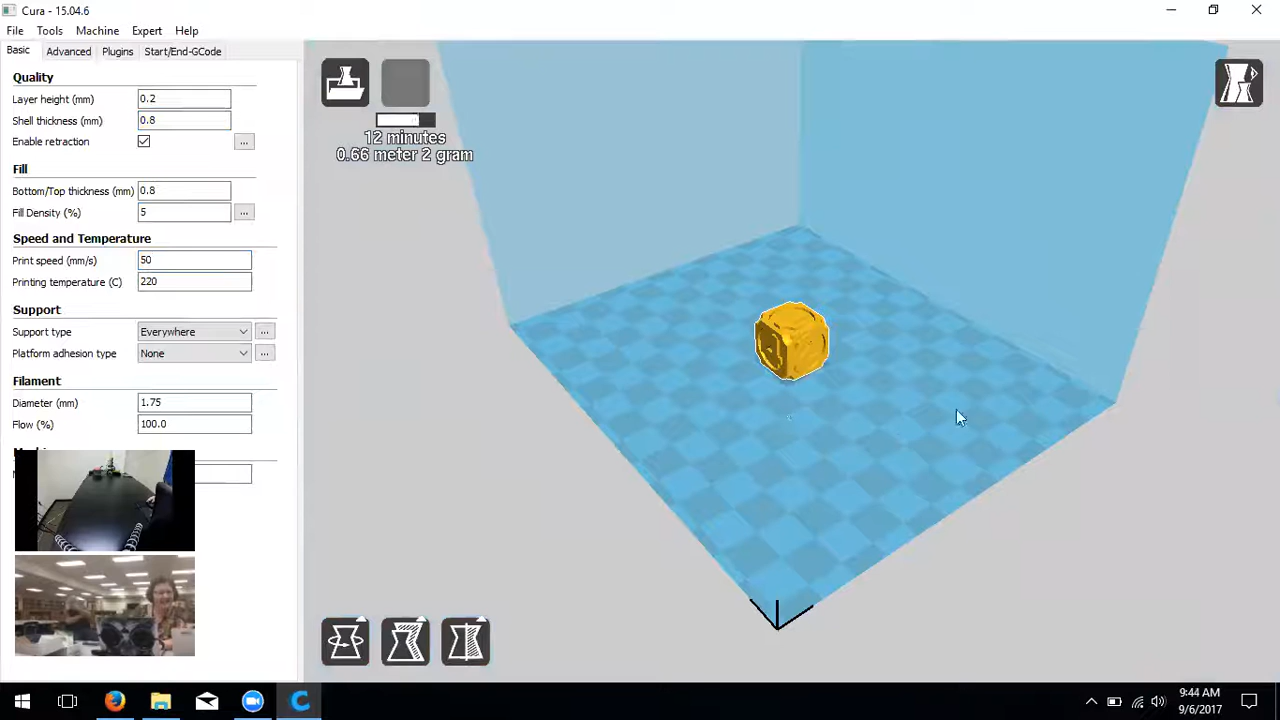 Cura - 15.04.6
File Tools Machine Expert Help
Basic Advanced Plugins Start/End-GCode
Quality
Layer height (mm) 0.2
Shell thickness (mm) 0.8
Enable retraction ...
Fill
Bottom/Top thickness (mm) 0.8
Fill Density (%) 5 ...
Speed and Temperature
Print speed (mm/s) 50
Printing temperature (C) 220
Support
Support type Everywhere ...
Platform adhesion type None ...
Filament
Diameter (mm) 1.75
Flow (%) 100.0
12 minutes
0.66 meter 2 gram
9:44 AM
9/6/2017